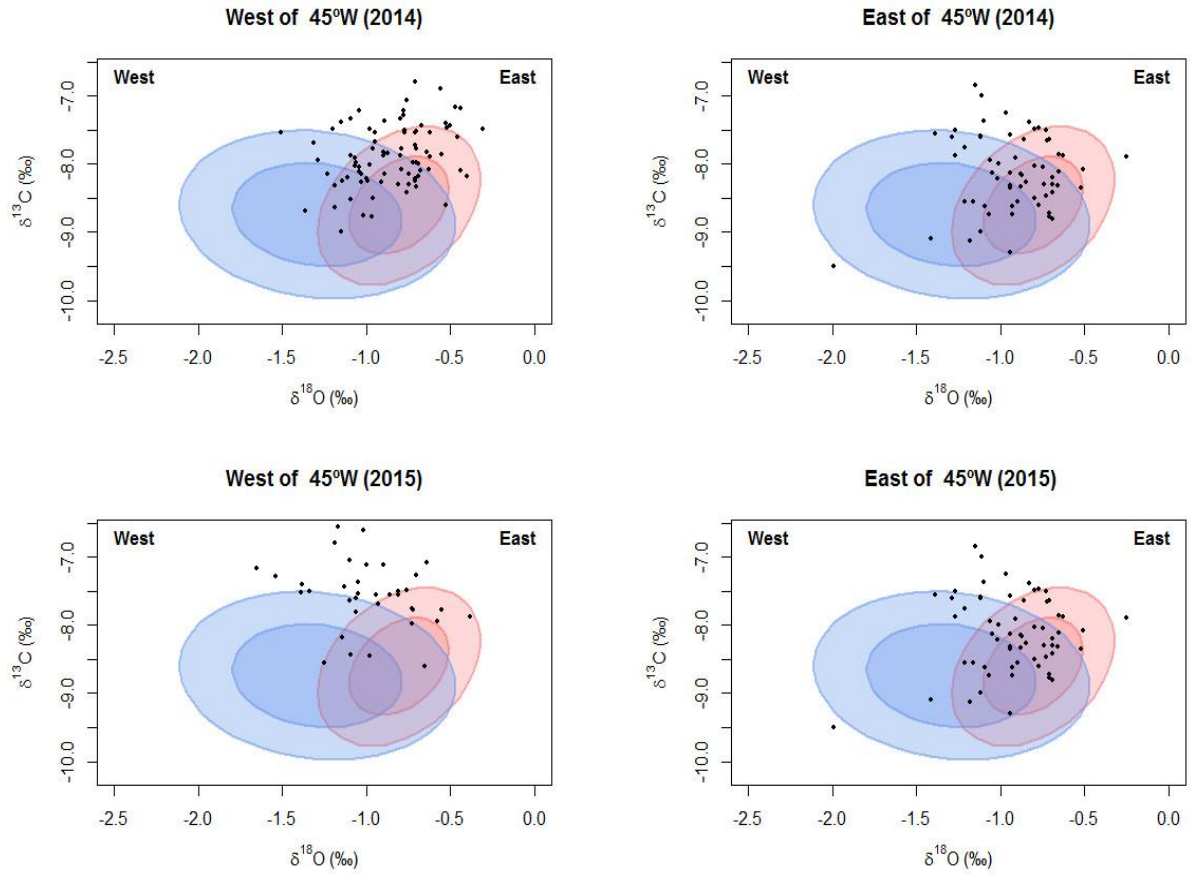 West of 45ºW (2014)
West East
-7.0
-8.0
-9.0
-10.0
δ13C (‰)
-2.5 -2.0 -1.5 -1.0 -0.5 0.0
δ18O (‰)
East of 45ºW (2014)
West East
-7.0
-8.0
-9.0
-10.0
δ13C (‰)
-2.5 -2.0 -1.5 -1.0 -0.5 0.0
δ18O (‰)
West of 45ºW (2015)
West East
-7.0
-8.0
-9.0
-10.0
δ13C (‰)
-2.5 -2.0 -1.5 -1.0 -0.5 0.0
δ18O (‰)
East of 45ºW (2015)
West East
-7.0
-8.0
-9.0
-10.0
δ13C (‰)
-2.5 -2.0 -1.5 -1.0 -0.5 0.0
δ18O (‰)